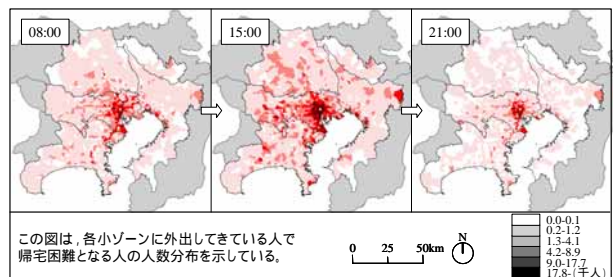 08:00
15:00
21:00
この図は，各小ゾーンに外出してきている人で
帰宅困難となる人の人数分布を示している。
0 25 50km
N
0.0-0.1
0.2-1.2
1.3-4.1
4.2-8.9
9.0-17.7
17.8-(千人)